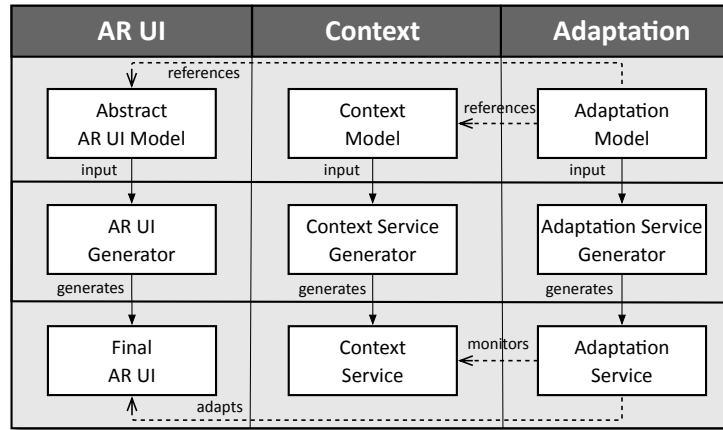 AR UI
Context
Adaptation
references
Abstract
AR UI Model
Context
Model
references
Adaptation
Model
input
input
input
AR UI
Generator
Context Service
Generator
Adaptation Service
Generator
generates
generates
generates
Final
AR UI
Context
Service
monitors
Adaptation
Service
adapts